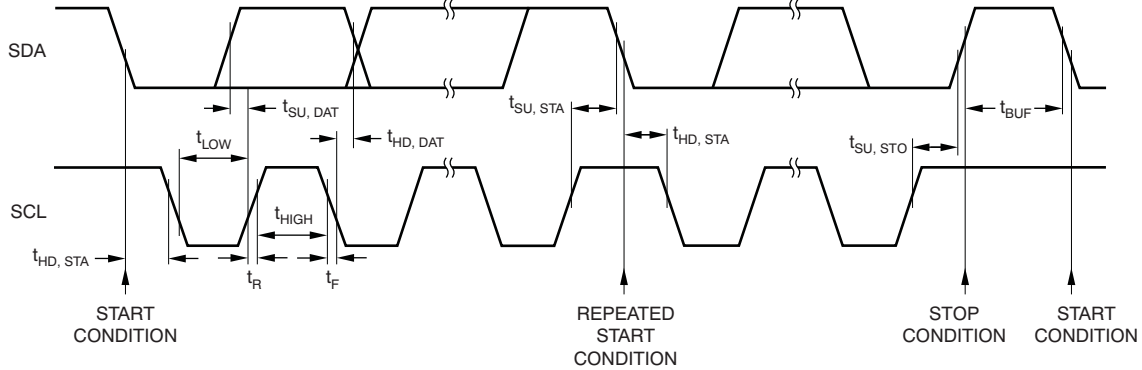 SDA
tSU, DAT
tHD, DAT
tLOW
tSU, STA
tHD, STA
tBUF
tSU, STO
SCL
tHIGH
tHD, STA
tR
tF
START
CONDITION
REPEATED
START
CONDITION
STOP
CONDITION
START
CONDITION